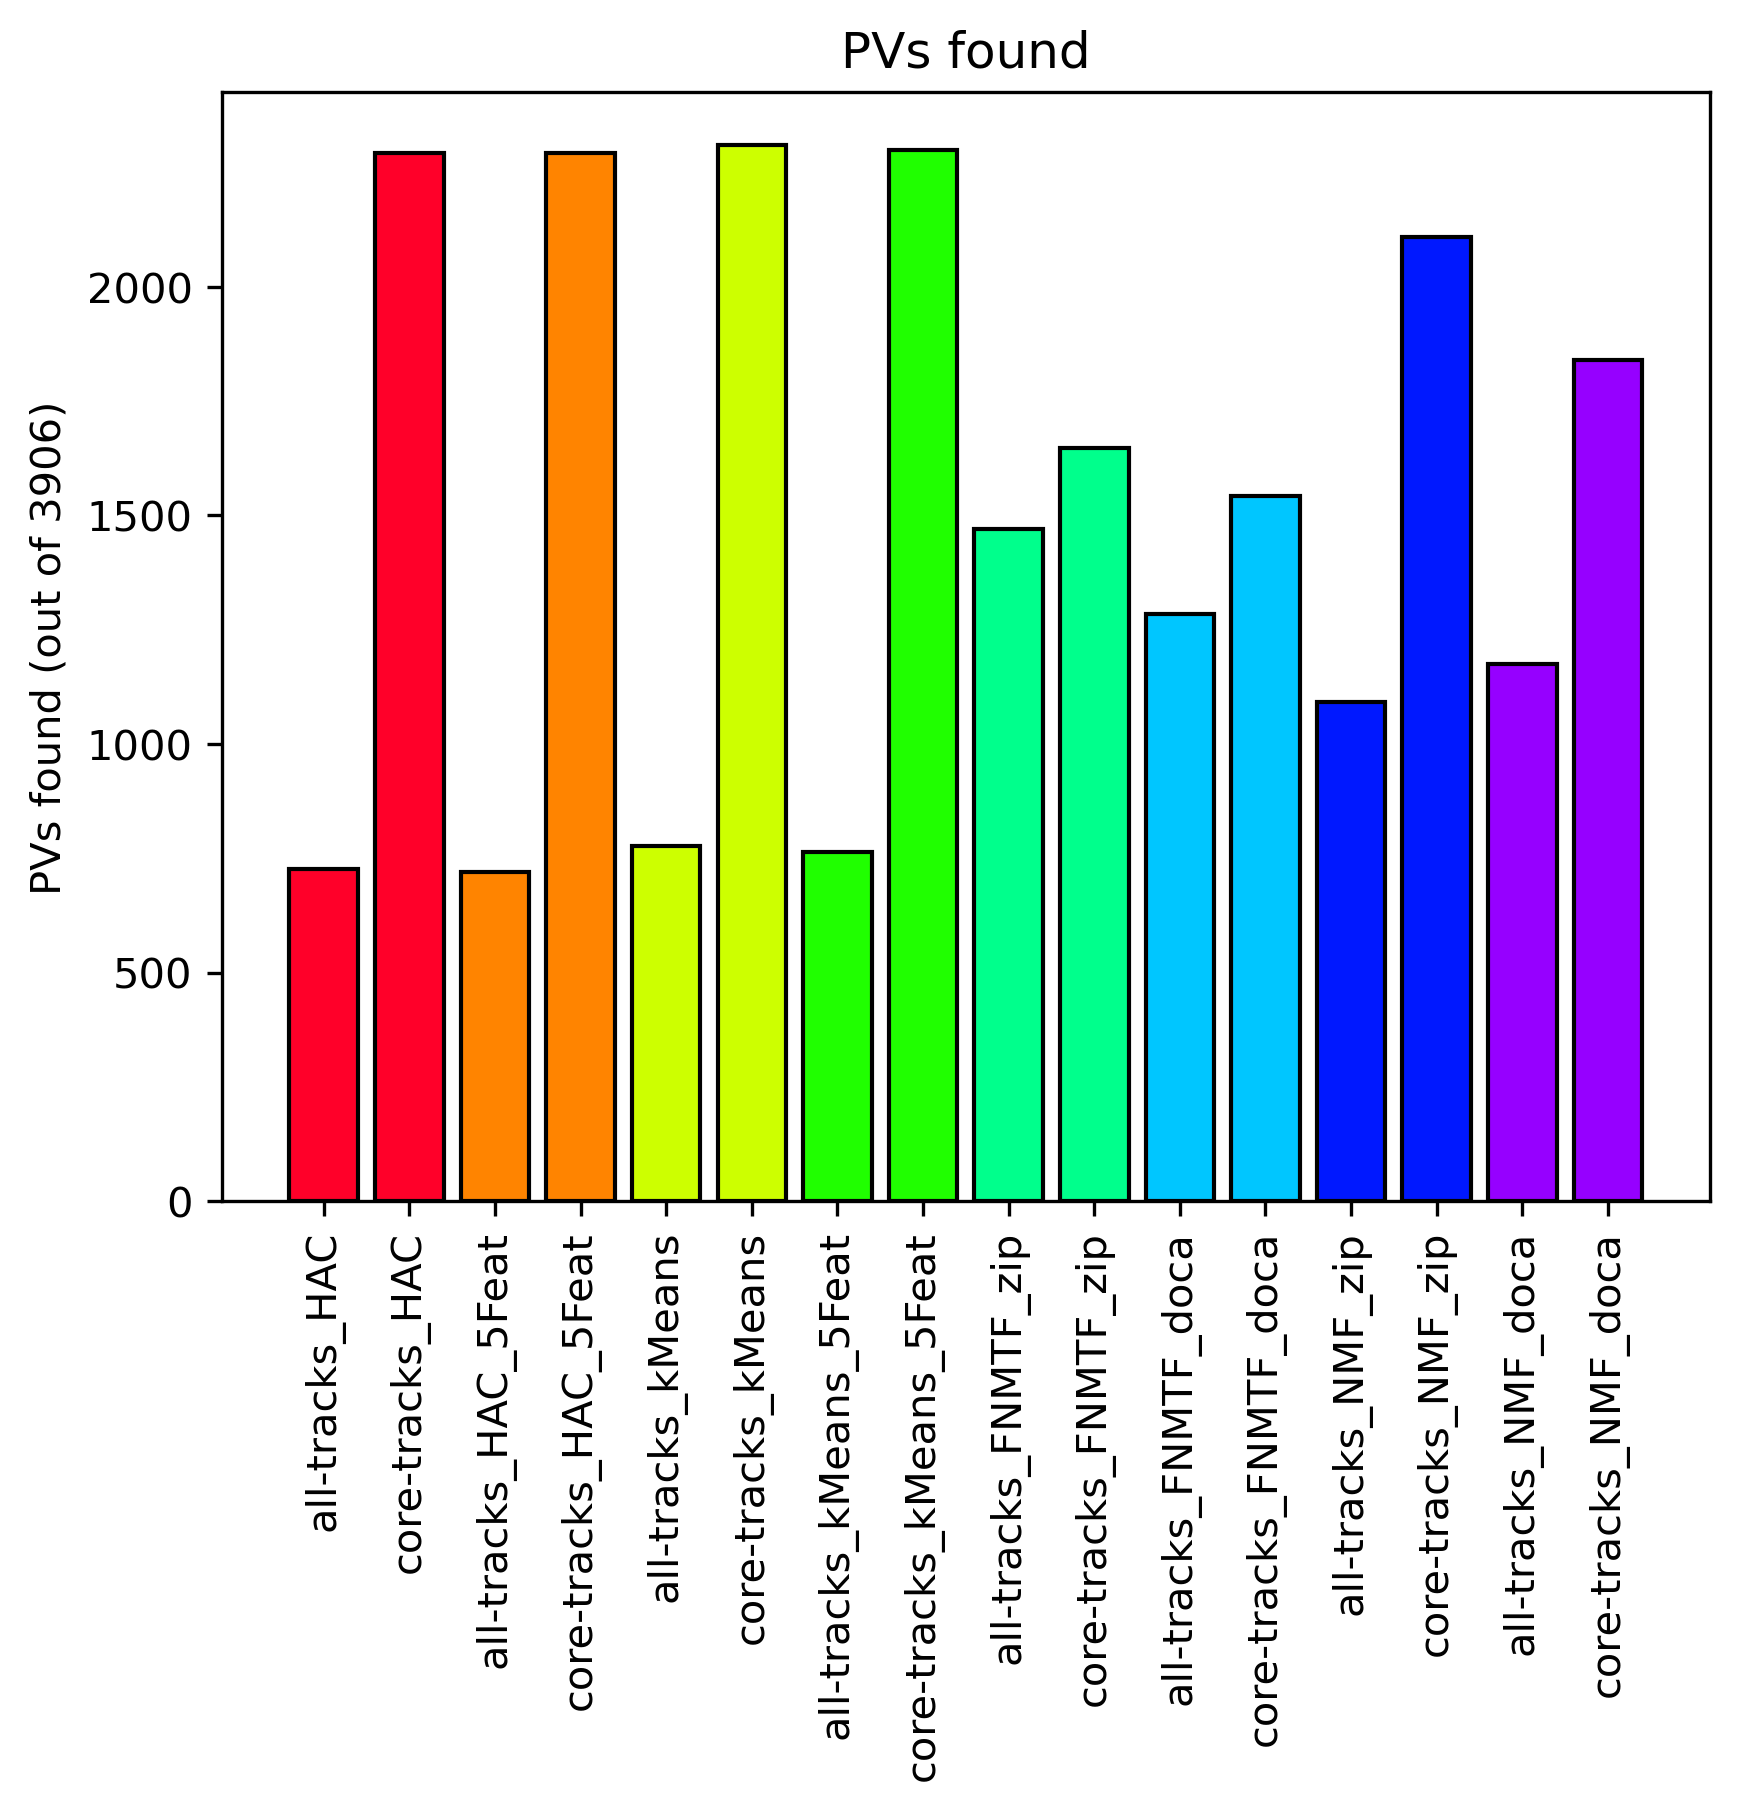 PVs found
PVs found (out of 3906)
2000
1500
1000
500
0
all-tracks_HAC
core-tracks_HAC
all-tracks_HAC_5Feat
core-tracks_HAC_5Feat
all-tracks_kMeans
core-tracks_kMeans
all-tracks_kMeans_5Feat
core-tracks_kMeans_5Feat
all-tracks_FNMTF_zip
core-tracks_FNMTF_zip
all-tracks_FNMTF_doca
core-tracks_FNMTF_doca
all-tracks_NMF_zip
core-tracks_NMF_zip
all-tracks_NMF_doca
core-tracks_NMF_doca